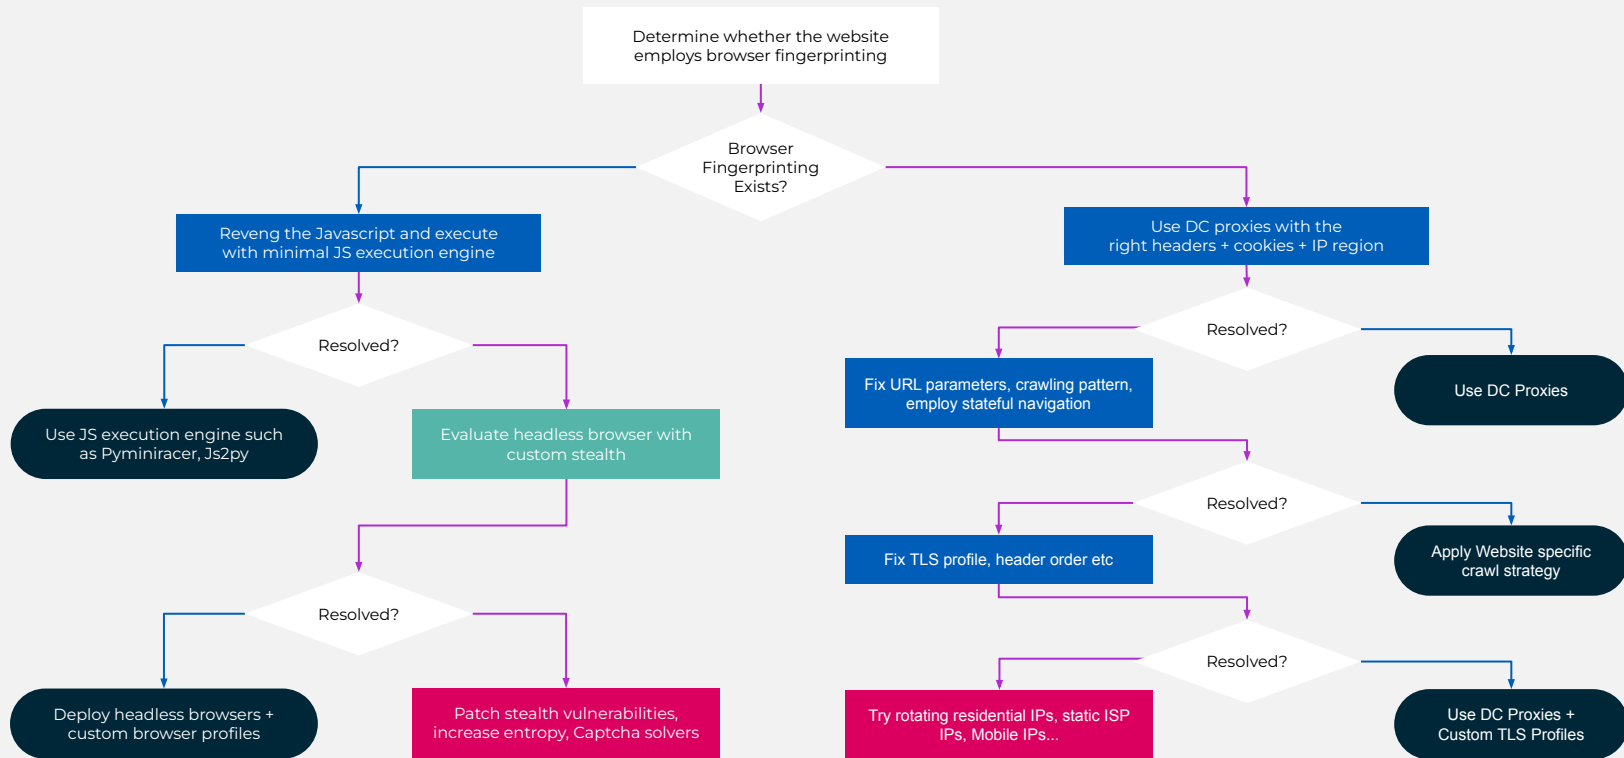 Determine whether the website
employs browser fingerprinting
Browser
Fingerprinting
Exists?
Reveng the Javascript and execute
with minimal JS execution engine
Use DC proxies with the
right headers + cookies + IP region
Resolved?
Resolved?
Fix URL parameters, crawling pattern,
employ stateful navigation
Use DC Proxies
Use JS execution engine such
as Pyminiracer, Js2py
Evaluate headless browser with
custom stealth
Resolved?
Fix TLS profile, header order etc
Apply Website specific
crawl strategy
Resolved?
Resolved?
Deploy headless browsers +
custom browser profiles
Patch stealth vulnerabilities,
increase entropy, Captcha solvers
Try rotating residential IPs, static ISP
IPs, Mobile IPs...
Use DC Proxies +
Custom TLS Profiles